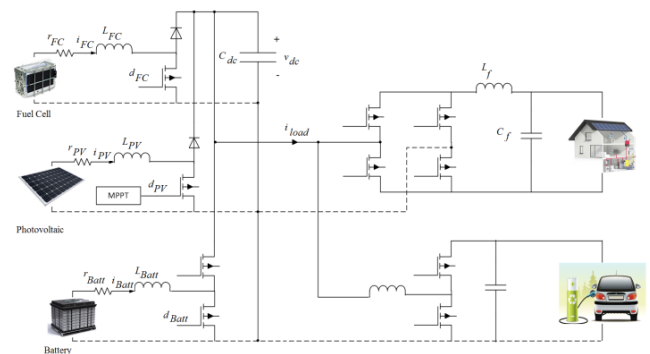 r_FC i_FC L_FC
d_FC
C_dc
+
v_dc
-
Fuel Cell
r_PV i_PV L_PV
MPPT
d_PV
Photovoltaic
i_load
L_f
C_f
r_Batt i_Batt L_Batt
d_Batt
Battery